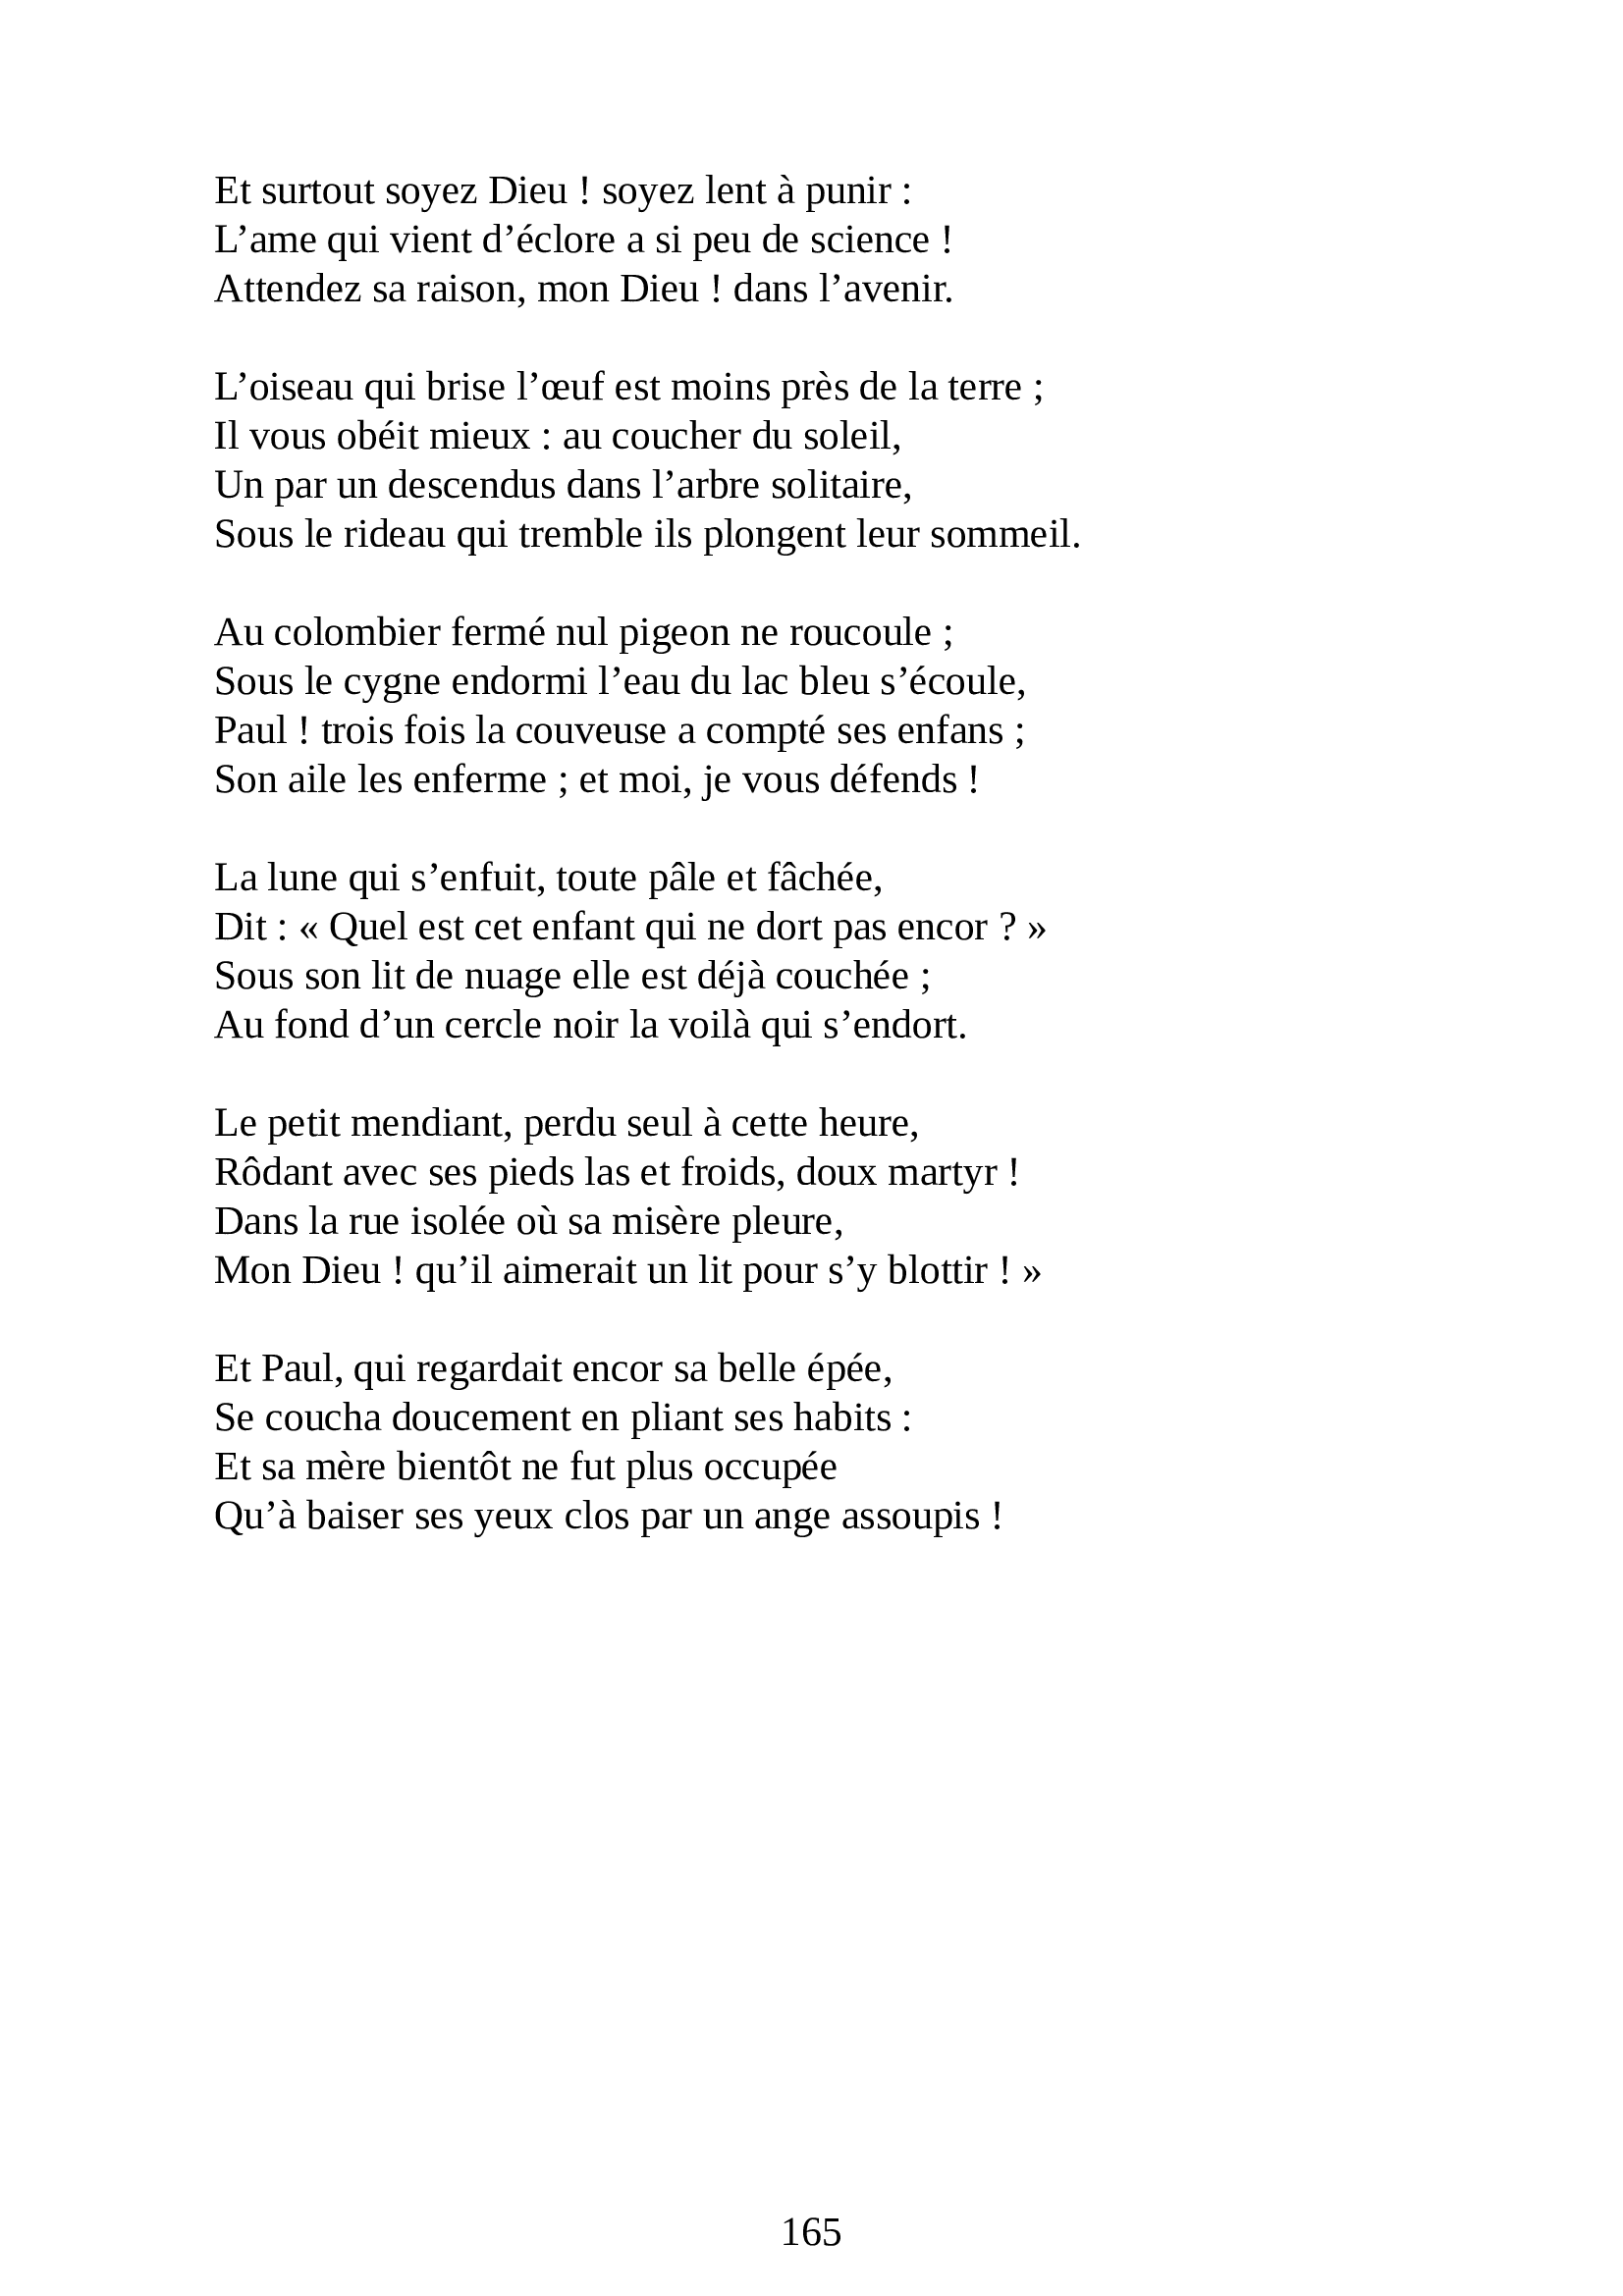 Et surtout soyez Dieu ! soyez lent à punir :
L’ame qui vient d’éclore a si peu de science !
Attendez sa raison, mon Dieu ! dans l’avenir.

L’oiseau qui brise l’œuf est moins près de la terre ;
Il vous obéit mieux : au coucher du soleil,
Un par un descendus dans l’arbre solitaire,
Sous le rideau qui tremble ils plongent leur sommeil.

Au colombier fermé nul pigeon ne roucoule ;
Sous le cygne endormi l’eau du lac bleu s’écoule,
Paul ! trois fois la couveuse a compté ses enfans ;
Son aile les enferme ; et moi, je vous défends !

La lune qui s’enfuit, toute pâle et fâchée,
Dit : « Quel est cet enfant qui ne dort pas encor ? »
Sous son lit de nuage elle est déjà couchée ;
Au fond d’un cercle noir la voilà qui s’endort.

Le petit mendiant, perdu seul à cette heure,
Rôdant avec ses pieds las et froids, doux martyr !
Dans la rue isolée où sa misère pleure,
Mon Dieu ! qu’il aimerait un lit pour s’y blottir ! »

Et Paul, qui regardait encor sa belle épée,
Se coucha doucement en pliant ses habits :
Et sa mère bientôt ne fut plus occupée
Qu’à baiser ses yeux clos par un ange assoupis !

165